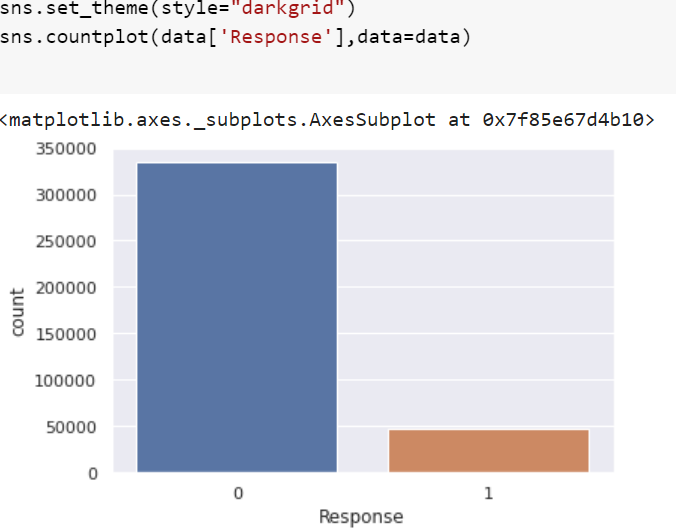 sns.set_theme(style="darkgrid")
sns.countplot(data['Response'],data=data)
<matplotlib.axes._subplots.AxesSubplot at 0x7f85e67d4b10>
350000
300000
250000
200000
150000
100000
50000
0
count
0 1
Response